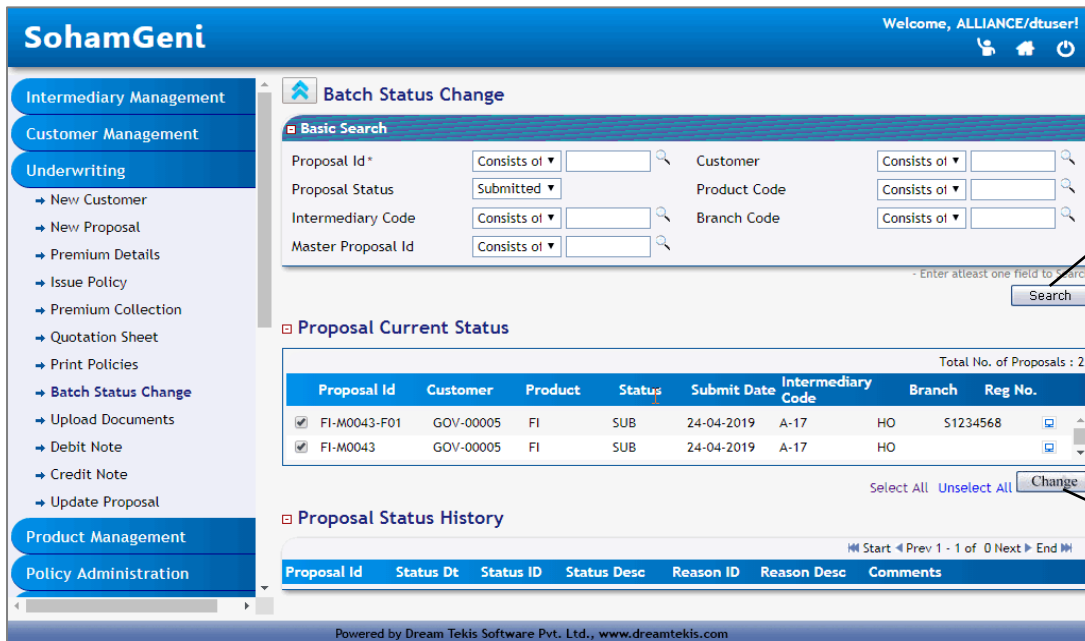 SohamGeni
Welcome, ALLIANCE/dtuser!
Intermediary Management
Customer Management
Underwriting
New Customer
New Proposal
Premium Details
Issue Policy
Premium Collection
Quotation Sheet
Print Policies
Batch Status Change
Upload Documents
Debit Note
Credit Note
Update Proposal
Product Management
Policy Administration
Batch Status Change
Basic Search
Proposal Id* Consists of Customer Consists of
Proposal Status Submitted Product Code Consists of
Intermediary Code Consists of Branch Code Consists of
Master Proposal Id Consists of
- Enter atleast one field to Searc
Search
Proposal Current Status
Total No. of Proposals : 2
Proposal Id Customer Product Status Submit Date Intermediary Code Branch Reg No.
FI-M0043-F01 GOV-00005 FI SUB 24-04-2019 A-17 HO S1234568
FI-M0043 GOV-00005 FI SUB 24-04-2019 A-17 HO
Select All Unselect All Change
Proposal Status History
Start Prev 1 - 1 of 0 Next End
Proposal Id Status Dt Status ID Status Desc Reason ID Reason Desc Comments
Powered by Dream Tekis Software Pvt. Ltd., www.dreamtekis.com